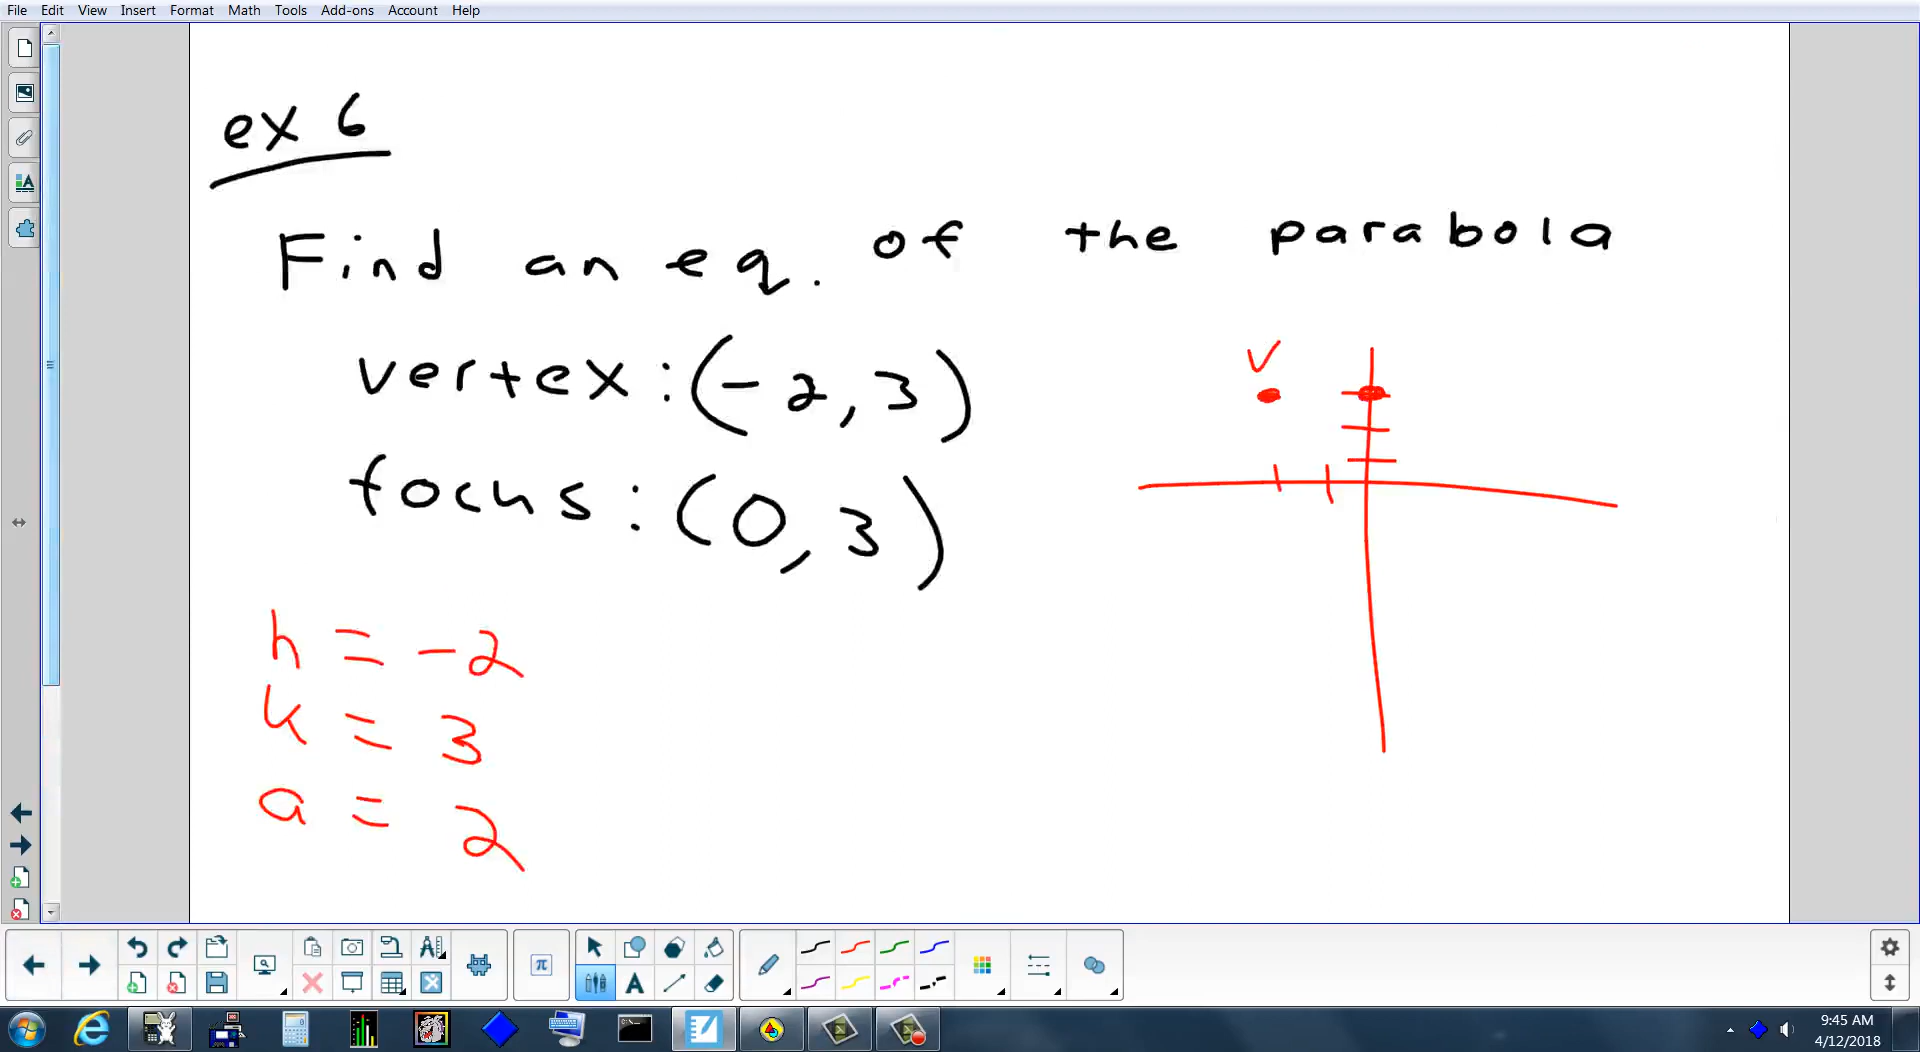 File Edit View Insert Format Math Tools Add-ons Account Help
ex 6
Find an eq. of the parabola
vertex: (-2, 3)
focus: (0, 3)
V
h = -2
k = 3
a = 2
π
A
9:45 AM
4/12/2018